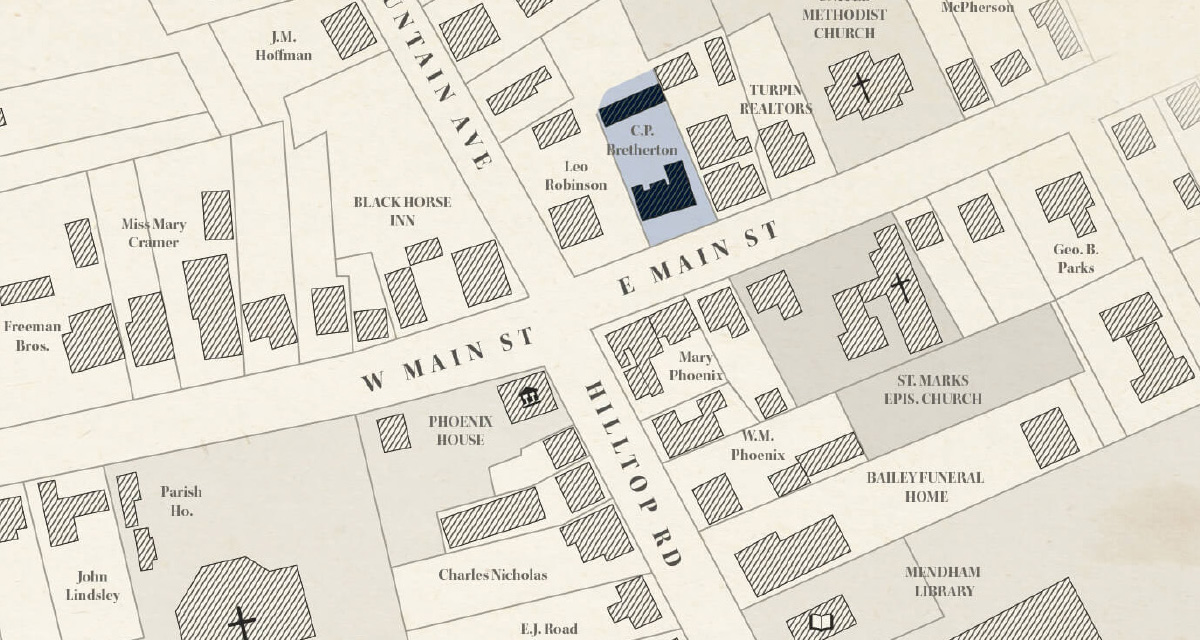 McPherson
METHODIST
CHURCH
J.M.
Hoffman
UNTAIN AVE
TURPIN
REALTORS
C.P.
Bretherton
Leo
Robinson
BLACK HORSE
INN
Miss Mary
Cramer
E MAIN ST
Geo. B.
Parks
Freeman
Bros.
W MAIN ST
Mary
Phoenix
ST. MARKS
EPIS. CHURCH
HILLTOP RD
PHOENIX
HOUSE
W.M.
Phoenix
BAILEY FUNERAL
HOME
Parish
Ho.
John
Lindsley
Charles Nicholas
MENDHAM
LIBRARY
E.J. Road